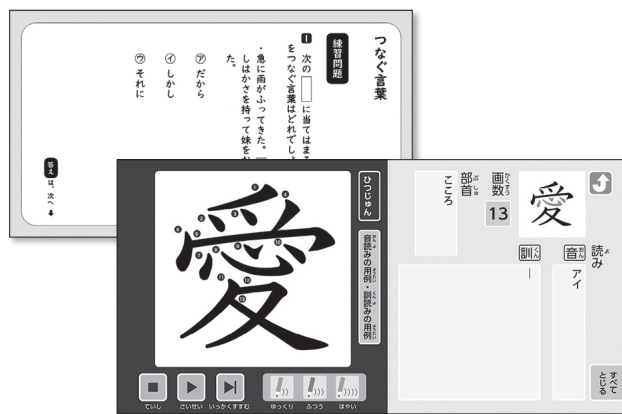 つなぐ言葉
練習問題
1 次の□に当てはまる
をつなぐ言葉はどれでしょ
・急に雨がふってきた。
しはかさを持って妹をむ
た。
㋐ だから
㋑ しかし
㋒ それに
答えは、次へ↓
愛
読み
音 アイ
訓 ―
画数 13
部首 こころ
すべてとじる
ひつじゅん
音読みの用例・訓読みの用例
愛
ていし
さいせい
いっかくすすむ
ゆっくり
ふつう
はやい